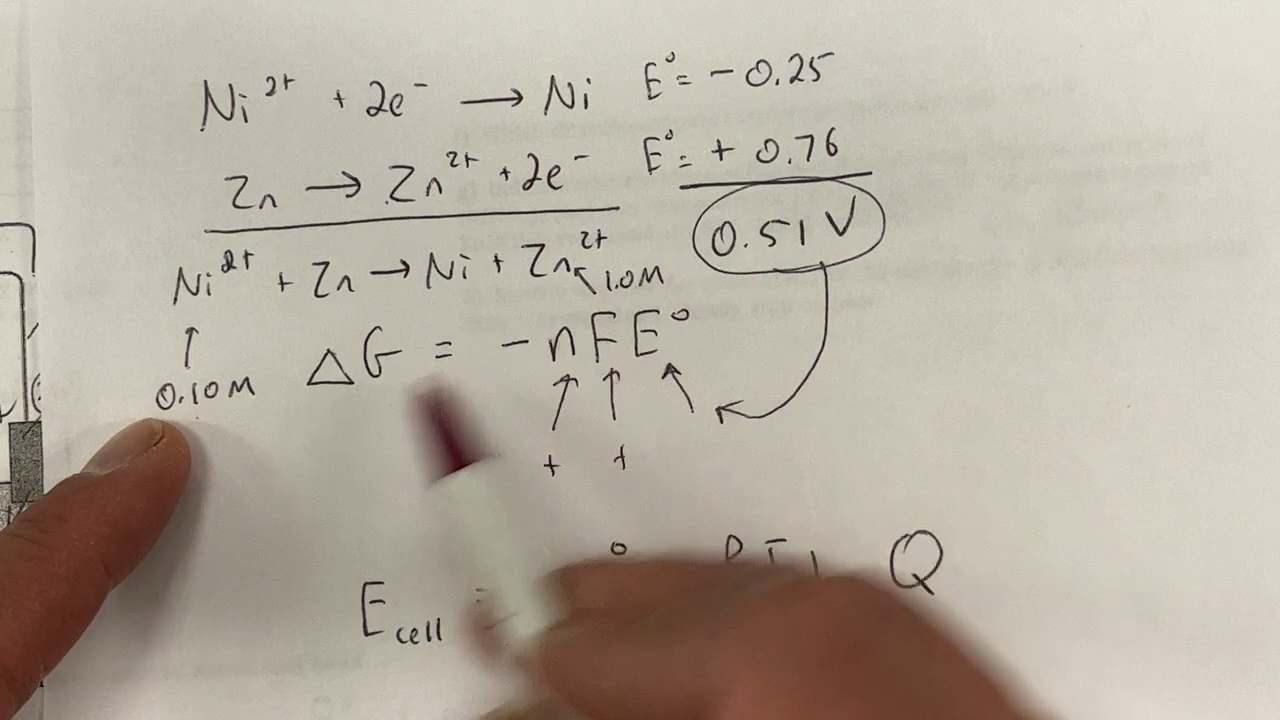 Ni²⁺ + 2e⁻ → Ni E° = -0.25
Zn → Zn²⁺ + 2e⁻ E° = + 0.76
0.51 V
Ni²⁺ + Zn → Ni + Zn²⁺ 1.0M
0.10M
ΔG = -nFE°
+ +
E cell Q